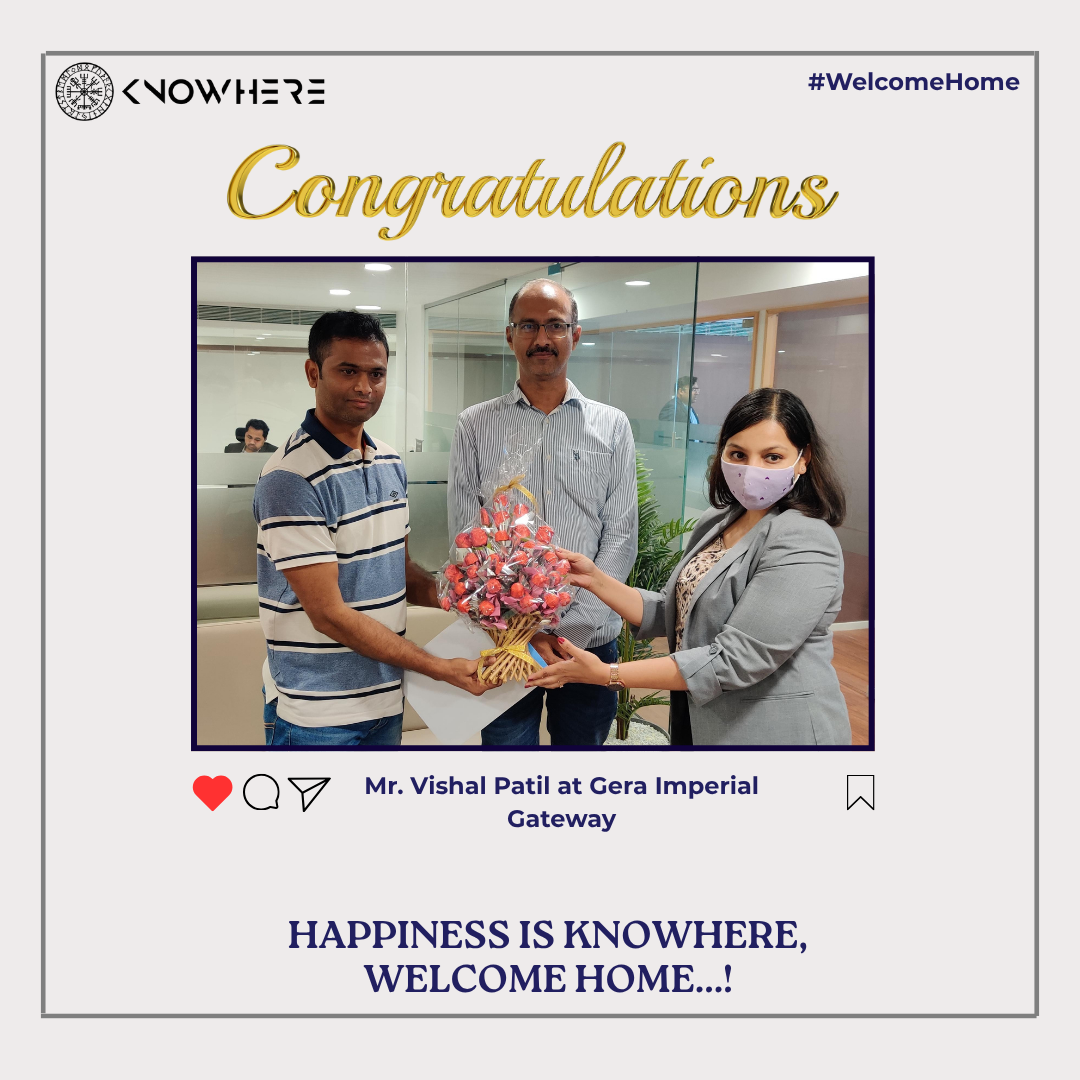 KNOWHERE
#WelcomeHome
Congratulations
Mr. Vishal Patil at Gera Imperial
Gateway
HAPPINESS IS KNOWHERE,
WELCOME HOME...!